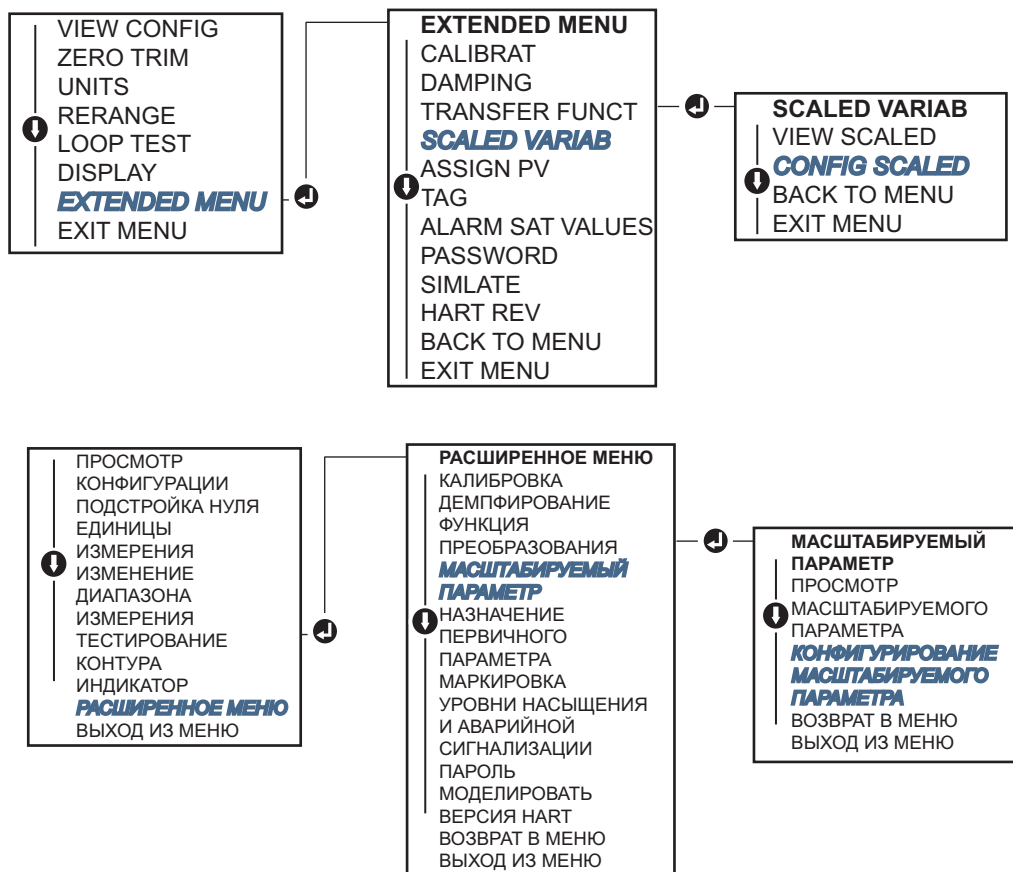 VIEW CONFIG
ZERO TRIM
UNITS
RERANGE
LOOP TEST
DISPLAY
EXTENDED MENU
EXIT MENU
EXTENDED MENU
CALIBRAT
DAMPING
TRANSFER FUNCT
SCALED VARIAB
ASSIGN PV
TAG
ALARM SAT VALUES
PASSWORD
SIMLATE
HART REV
BACK TO MENU
EXIT MENU
SCALED VARIAB
VIEW SCALED
CONFIG SCALED
BACK TO MENU
EXIT MENU
ПРОСМОТР
КОНФИГУРАЦИИ
ПОДСТРОЙКА НУЛЯ
ЕДИНИЦЫ
ИЗМЕРЕНИЯ
ИЗМЕНЕНИЕ
ДИАПАЗОНА
ИЗМЕРЕНИЯ
ТЕСТИРОВАНИЕ
КОНТУРА
ИНДИКАТОР
РАСШИРЕННОЕ МЕНЮ
ВЫХОД ИЗ МЕНЮ
РАСШИРЕННОЕ МЕНЮ
КАЛИБРОВКА
ДЕМПФИРОВАНИЕ
ФУНКЦИЯ
ПРЕОБРАЗОВАНИЯ
МАСШТАБИРУЕМЫЙ
ПАРАМЕТР
НАЗНАЧЕНИЕ
ПЕРВИЧНОГО
ПАРАМЕТРА
МАРКИРОВКА
УРОВНИ НАСЫЩЕНИЯ
И АВАРИЙНОЙ
СИГНАЛИЗАЦИИ
ПАРОЛЬ
МОДЕЛИРОВАТЬ
ВЕРСИЯ HART
ВОЗВРАТ В МЕНЮ
ВЫХОД ИЗ МЕНЮ
МАСШТАБИРУЕМЫЙ
ПАРАМЕТР
ПРОСМОТР
МАСШТАБИРУЕМОГО
ПАРАМЕТРА
КОНФИГУРИРОВАНИЕ
МАСШТАБИРУЕМОГО
ПАРАМЕТРА
ВОЗВРАТ В МЕНЮ
ВЫХОД ИЗ МЕНЮ